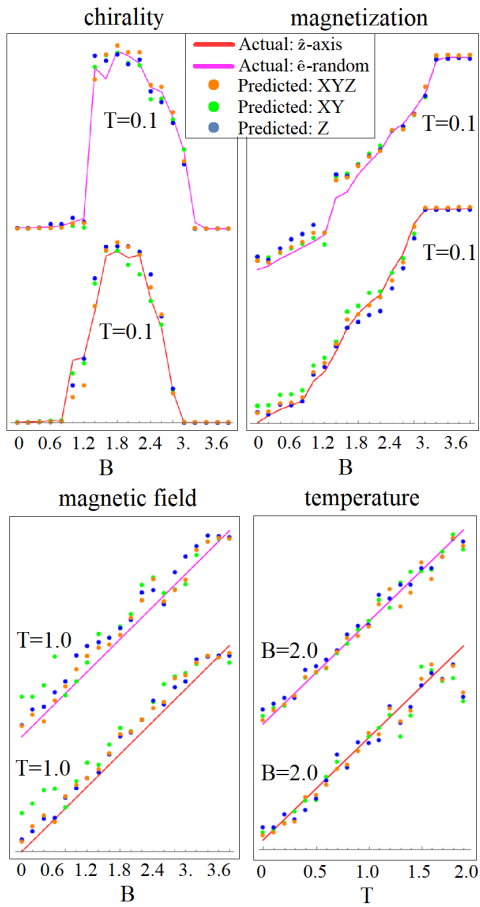 chirality
magnetization
Actual: ẑ-axis
Actual: ê-random
Predicted: XYZ
Predicted: XY
Predicted: Z
T=0.1
T=0.1
T=0.1
T=0.1
0 0.6 1.2 1.8 2.4 3. 3.6
B
0 0.6 1.2 1.8 2.4 3. 3.6
B
magnetic field
temperature
T=1.0
T=1.0
B=2.0
B=2.0
0 0.6 1.2 1.8 2.4 3. 3.6
B
0 0.5 1.0 1.5 2.0
T